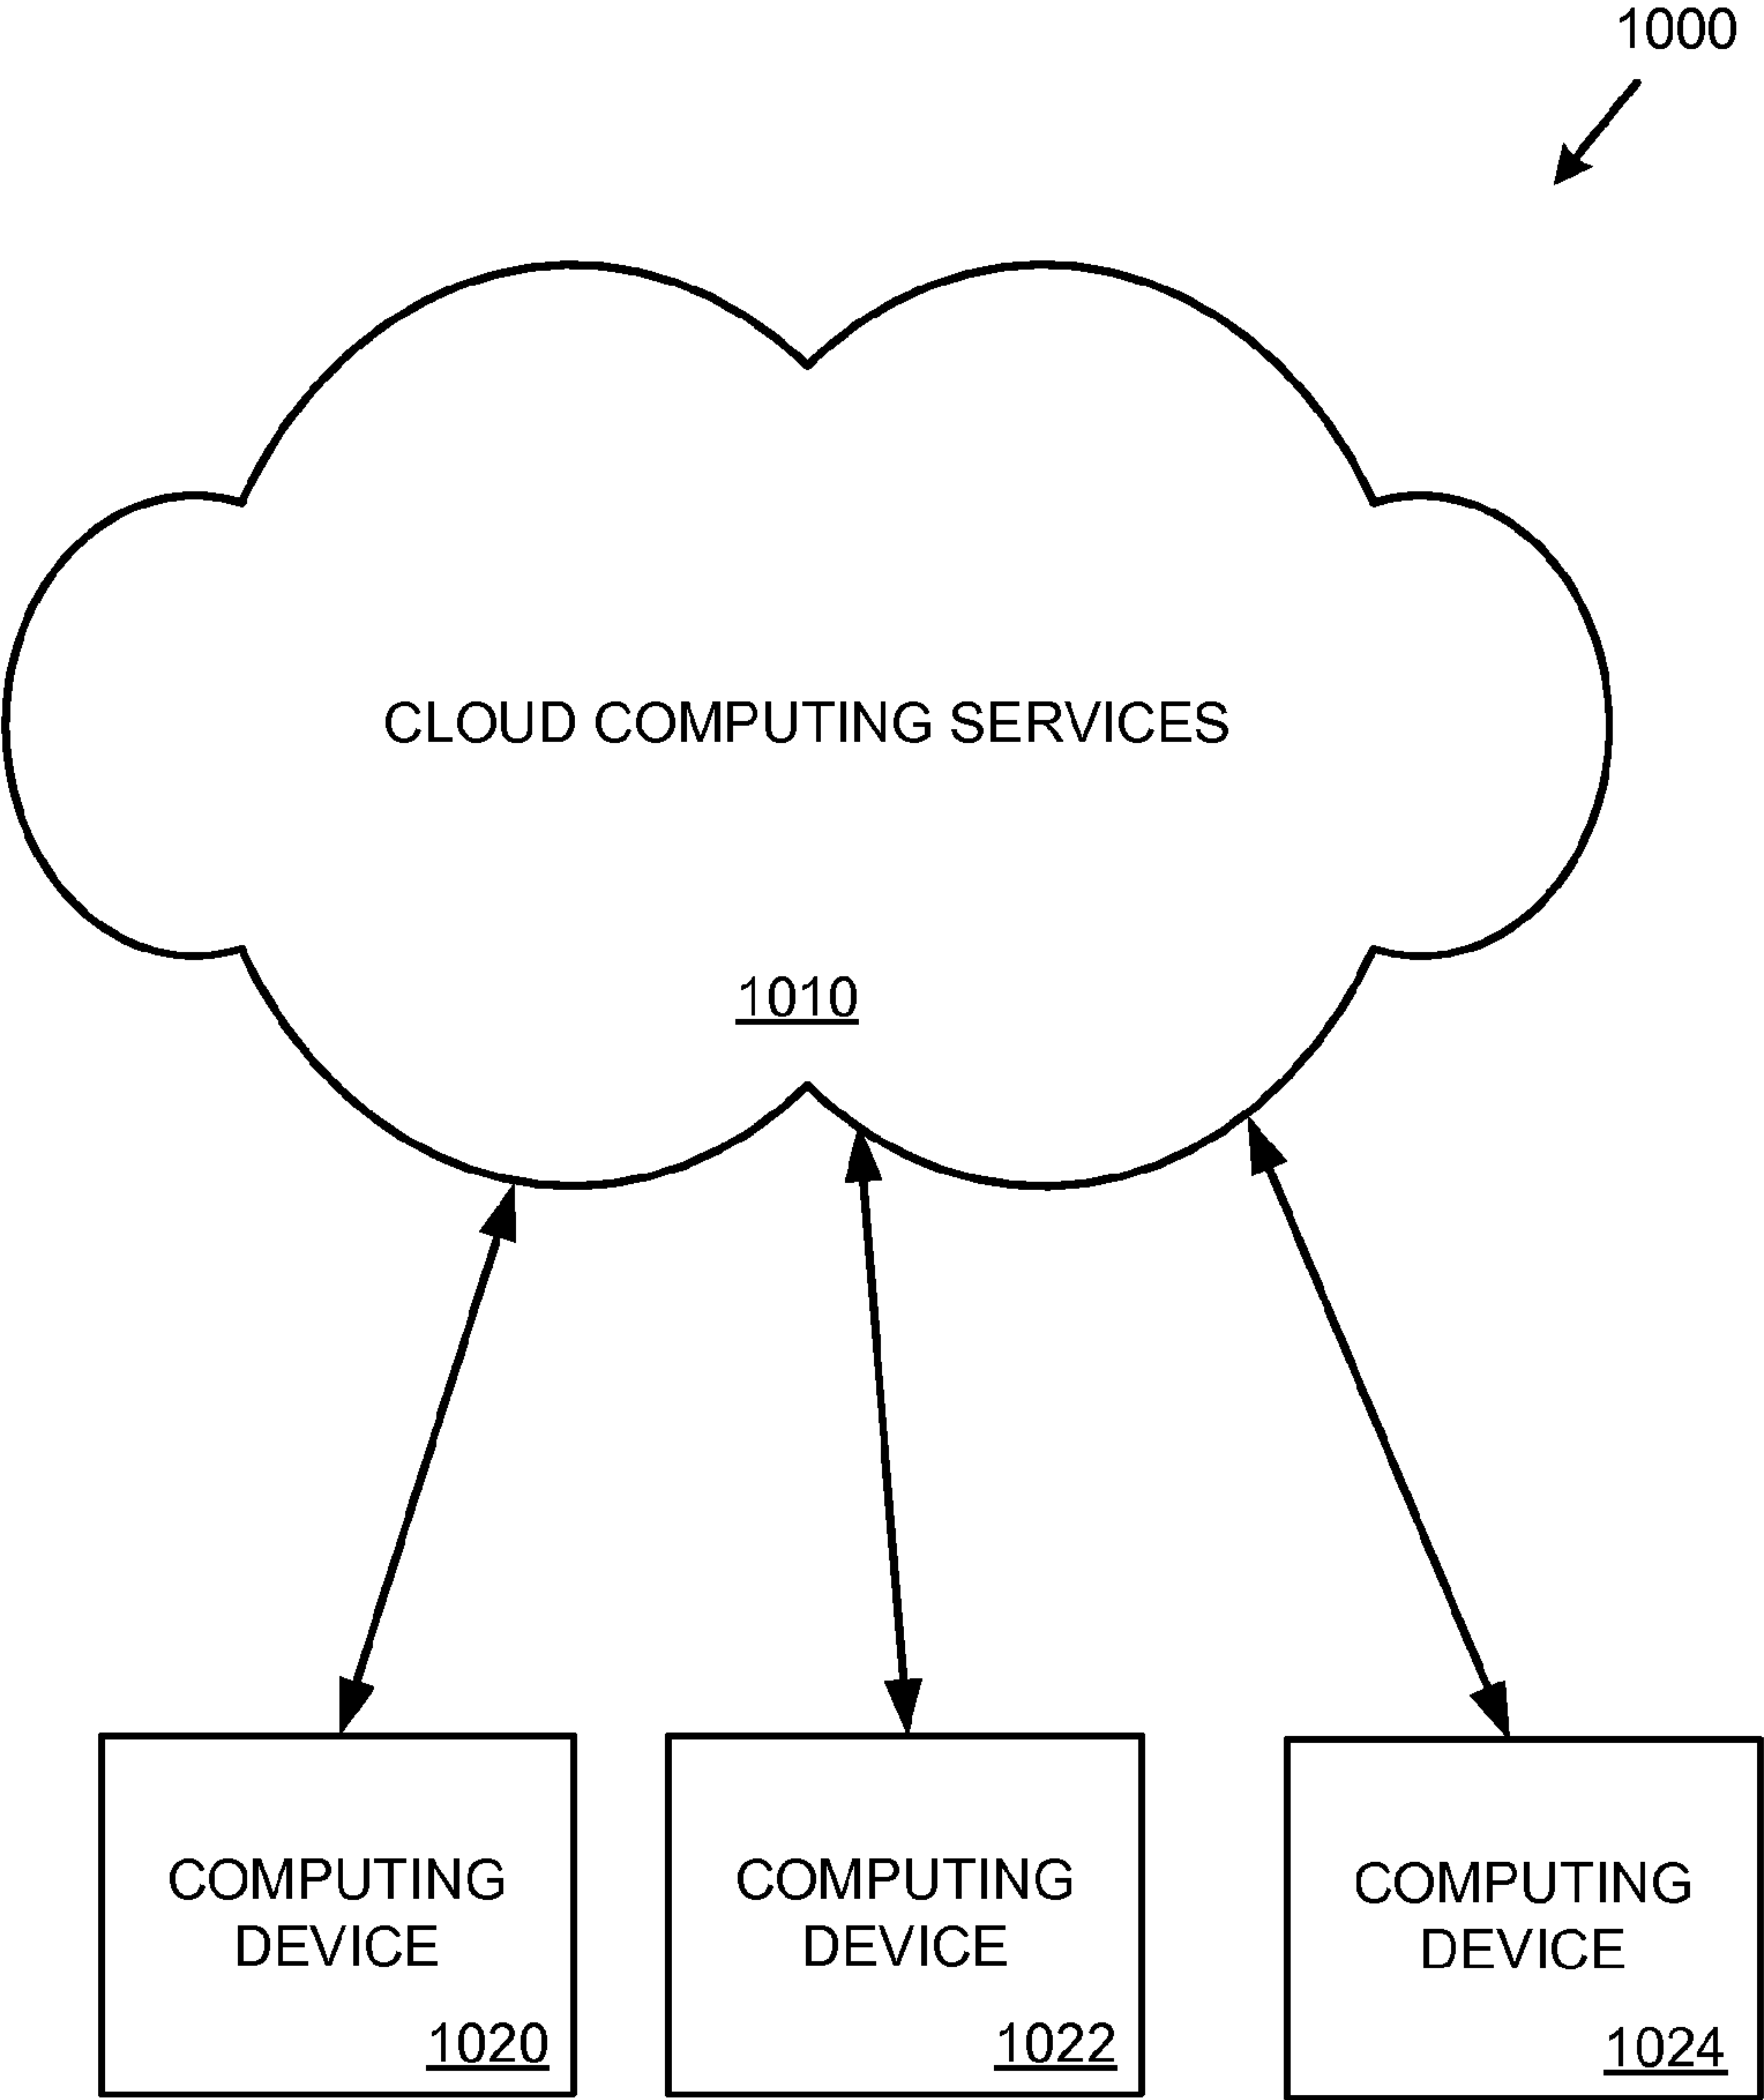 1000
CLOUD COMPUTING SERVICES
1010
COMPUTING
DEVICE
1020
COMPUTING
DEVICE
1022
COMPUTING
DEVICE
1024